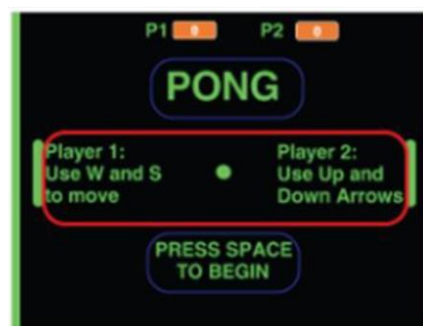 P1 0 P2 0
PONG
Player 1:
Use W and S
to move
Player 2:
Use Up and
Down Arrows
PRESS SPACE
TO BEGIN